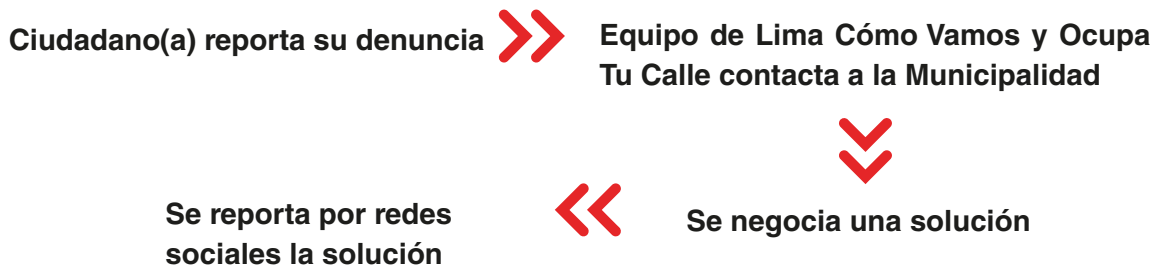 Ciudadano(a) reporta su denuncia
Equipo de Lima Cómo Vamos y Ocupa
Tu Calle contacta a la Municipalidad
Se negocia una solución
Se reporta por redes
sociales la solución